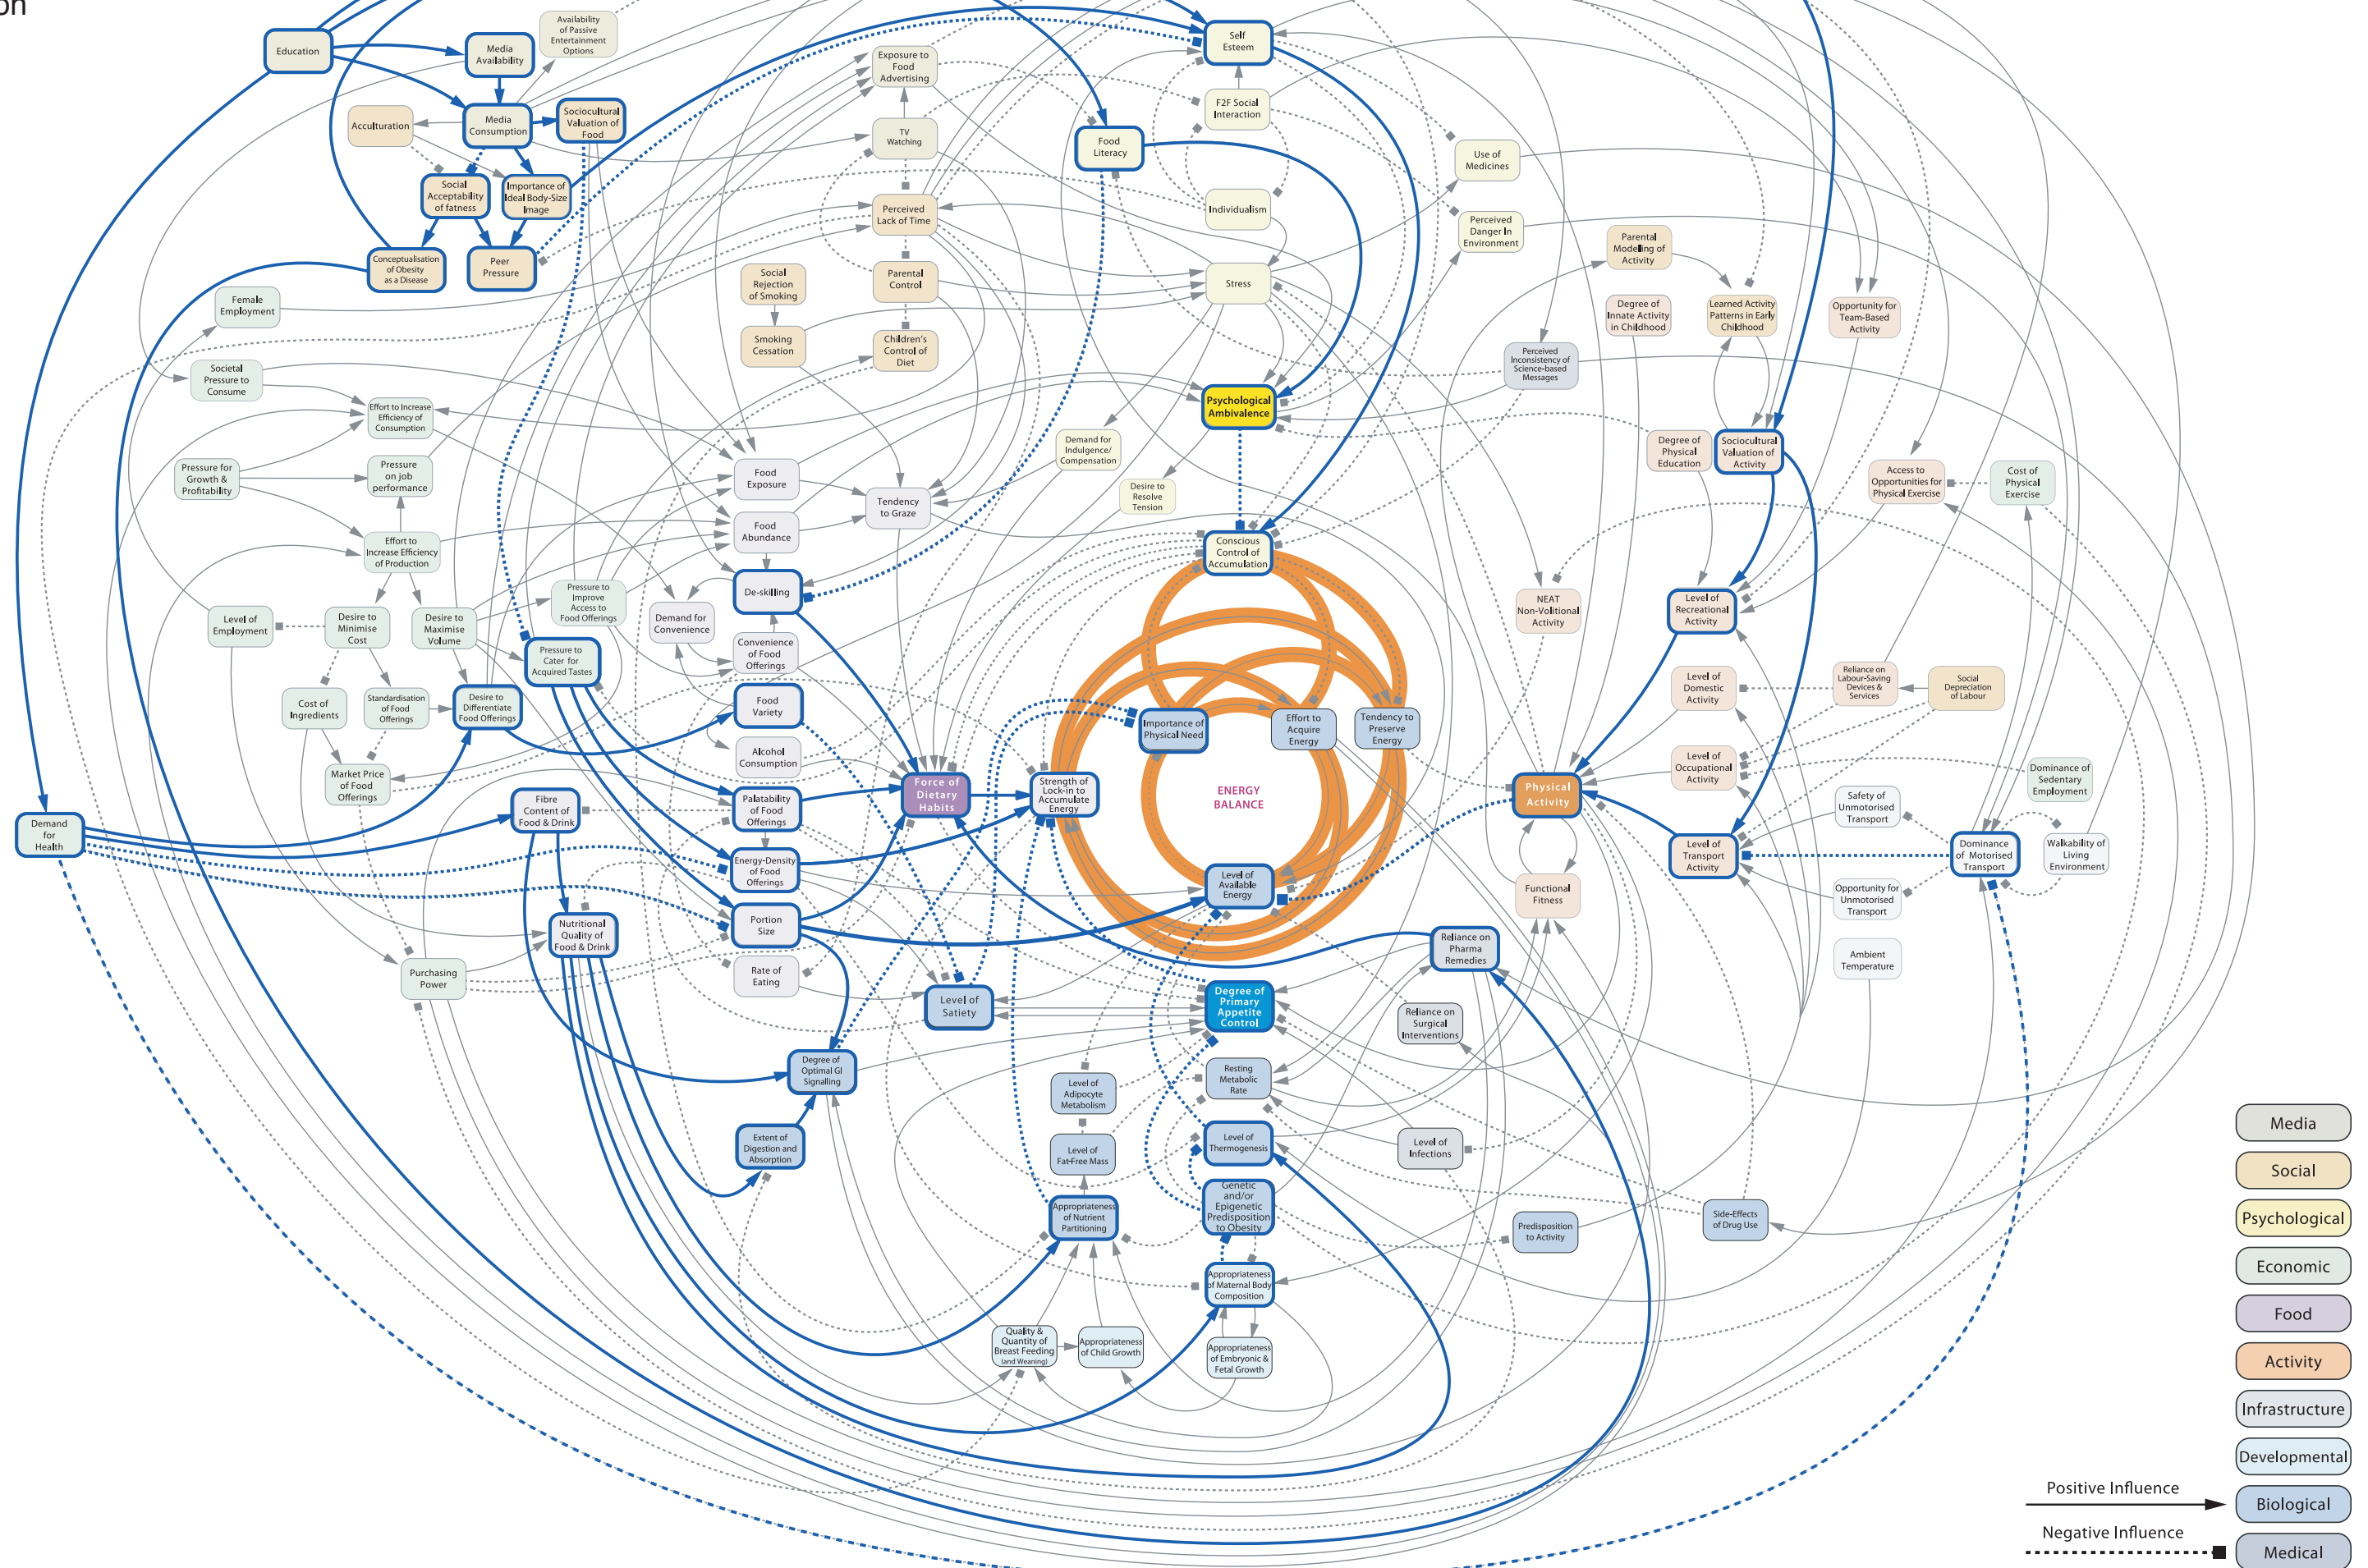 on
Education
Media
Availability
Availability
of Passive
Entertainment
Options
Acculturation
Media
Consumption
Sociocultural
Valuation of
Food
Social
Acceptability
of fatness
Importance of
Ideal Body-Size
Image
Conceptualisation
of Obesity
as a Disease
Peer
Pressure
Exposure to
Food
Advertising
TV
Watching
Perceived
Lack of Time
Parental
Control
Children's
Control of
Diet
Social
Rejection
of Smoking
Smoking
Cessation
Self
Esteem
F2F Social
Interaction
Food
Literacy
Individualism
Stress
Use of
Medicines
Perceived
Danger In
Environment
Parental
Modeling of
Activity
Degree of
Innate Activity
in Childhood
Learned Activity
Patterns in Early
Childhood
Opportunity for
Team-Based
Activity
Perceived
Inconsistency of
Science-based
Messages
Female
Employment
Societal
Pressure to
Consume
Effort to Increase
Efficiency of
Consumption
Pressure for
Growth &
Profitability
Pressure
on job
performance
Effort to
Increase Efficiency
of Production
Level of
Employment
Desire to
Minimise
Cost
Desire to
Maximise
Volume
Pressure to
Improve
Access to
Food Offerings
Pressure to
Cater for
Acquired Tastes
Cost of
Ingredients
Standardisation
of Food
Offerings
Desire to
Differentiate
Food Offerings
Market Price
of Food
Offerings
Demand
for
Health
Fibre
Content of
Food & Drink
Nutritional
Quality of
Food & Drink
Purchasing
Power
Food
Exposure
Food
Abundance
De-skilling
Demand for
Convenience
Convenience
of Food
Offerings
Food
Variety
Alcohol
Consumption
Palatability
of Food
Offerings
Energy-Density
of Food
Offerings
Portion
Size
Rate of
Eating
Tendency
to Graze
Demand for
Indulgence/
Compensation
Desire to
Resolve
Tension
Psychological
Ambivalence
Conscious
Control of
Accumulation
Force of
Dietary
Habits
Strength of
Lock-in to
Accumulate
Energy
Importance of
Physical Need
Effort to
Acquire
Energy
Tendency to
Preserve
Energy
ENERGY
BALANCE
Level of
Available
Energy
Level of
Satiety
Degree of
Optimal GI
Signalling
Extent of
Digestion and
Absorption
Degree of
Primary
Appetite
Control
Level of
Adipocyte
Metabolism
Level of
Fat-Free Mass
Appropriateness
of Nutrient
Partitioning
Resting
Metabolic
Rate
Level of
Thermogenesis
Genetic
and/or
Epigenetic
Predisposition
to Obesity
Appropriateness
of Maternal Body
Composition
Quality &
Quantity of
Breast Feeding
(and Weaning)
Appropriateness
of Child Growth
Appropriateness
of Embryonic &
Fetal Growth
Reliance on
Pharma
Remedies
Reliance on
Surgical
Interventions
Level of
Infections
Predisposition
to Activity
Side-Effects
of Drug Use
Degree of
Physical
Education
Sociocultural
Valuation of
Activity
Access to
Opportunities for
Physical Exercise
Cost of
Physical
Exercise
NEAT
Non-Volitional
Activity
Level of
Recreational
Activity
Level of
Domestic
Activity
Reliance on
Labour-Saving
Devices &
Services
Social
Depreciation
of Labour
Level of
Occupational
Activity
Dominance of
Sedentary
Employment
Physical
Activity
Safety of
Unmotorised
Transport
Level of
Transport
Activity
Dominance
of Motorised
Transport
Walkability of
Living
Environment
Opportunity for
Unmotorised
Transport
Functional
Fitness
Ambient
Temperature
Media
Social
Psychological
Economic
Food
Activity
Infrastructure
Developmental
Biological
Medical
Positive Influence
Negative Influence